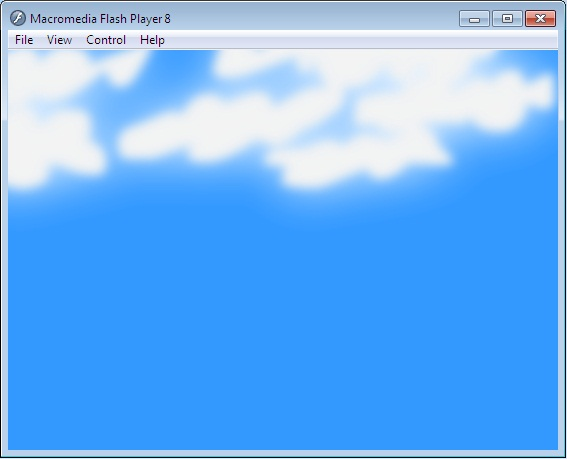 Macromedia Flash Player 8
File View Control Help